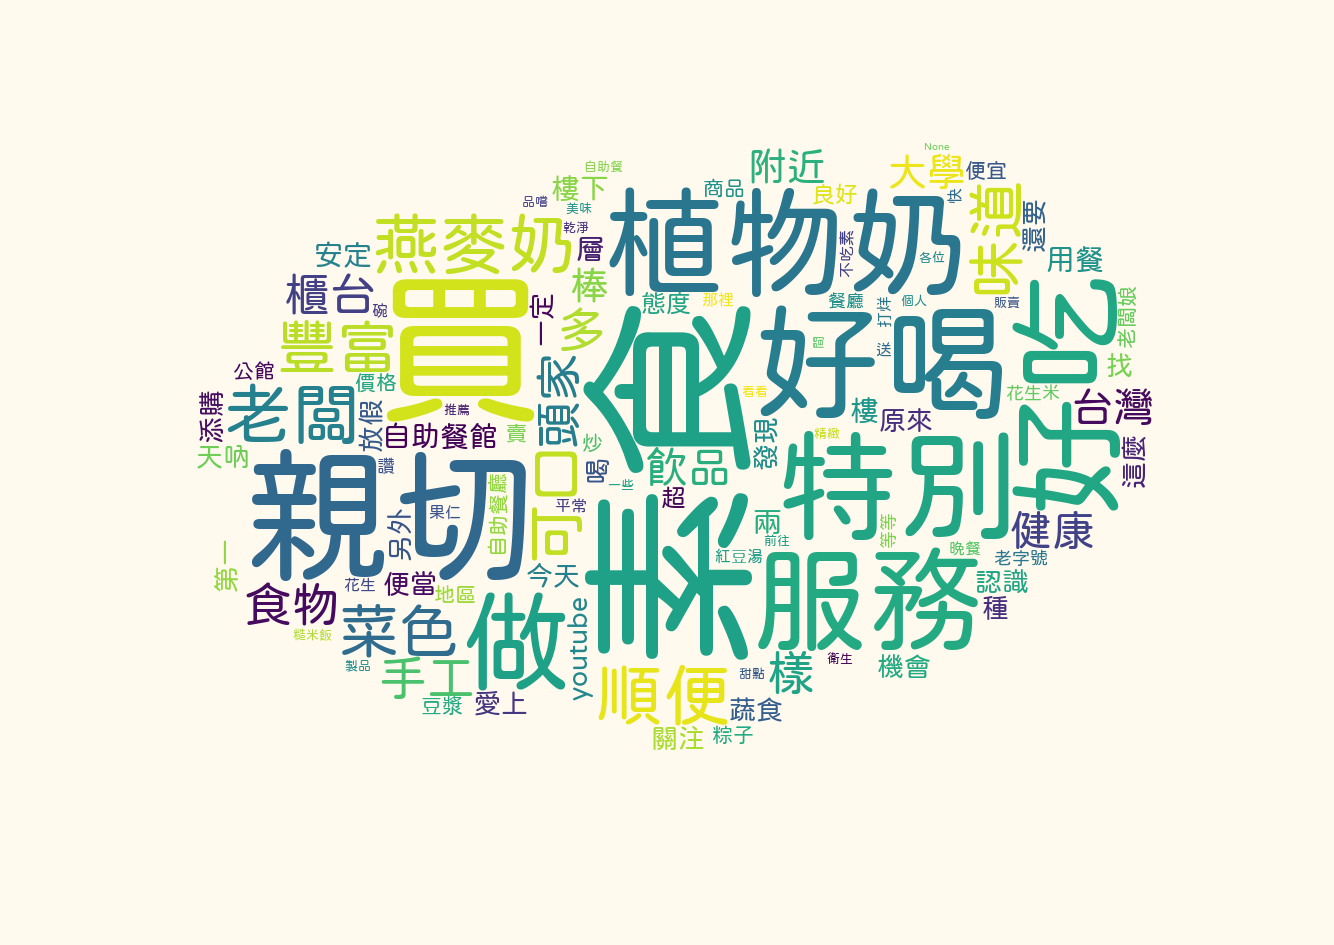 None
自助餐
附近
大學
便宜
樓下
商品
良好
快
品嚐
美味
植物奶
味道
還要
燕麥奶
乾淨
層
不吃素
各位
用餐
安定
櫃台
碗
買
一定
棒
多
態度
那裡
餐廳
個人
打烊
販賣
好吃
老闆娘
豐富
素食
好喝
間
送
找
公館
價格
頭家
看看
花生米
台灣
添購
老闆
放假
推薦
自助餐館
賣
炒
發現
樓
原來
精緻
這麼
天吶
讚
喝
一些
飲品
超
特別
親切
另外
果仁
自助餐廳
可口
平常
兩
前往
等等
健康
第一
紅豆湯
晚餐
老字號
食物
花生
便當
地區
今天
服務
認識
種
糙米飯
菜色
做
youtube
製品
手工
豆漿
愛上
順便
甜點
樣
衛生
機會
蔬食
關注
粽子